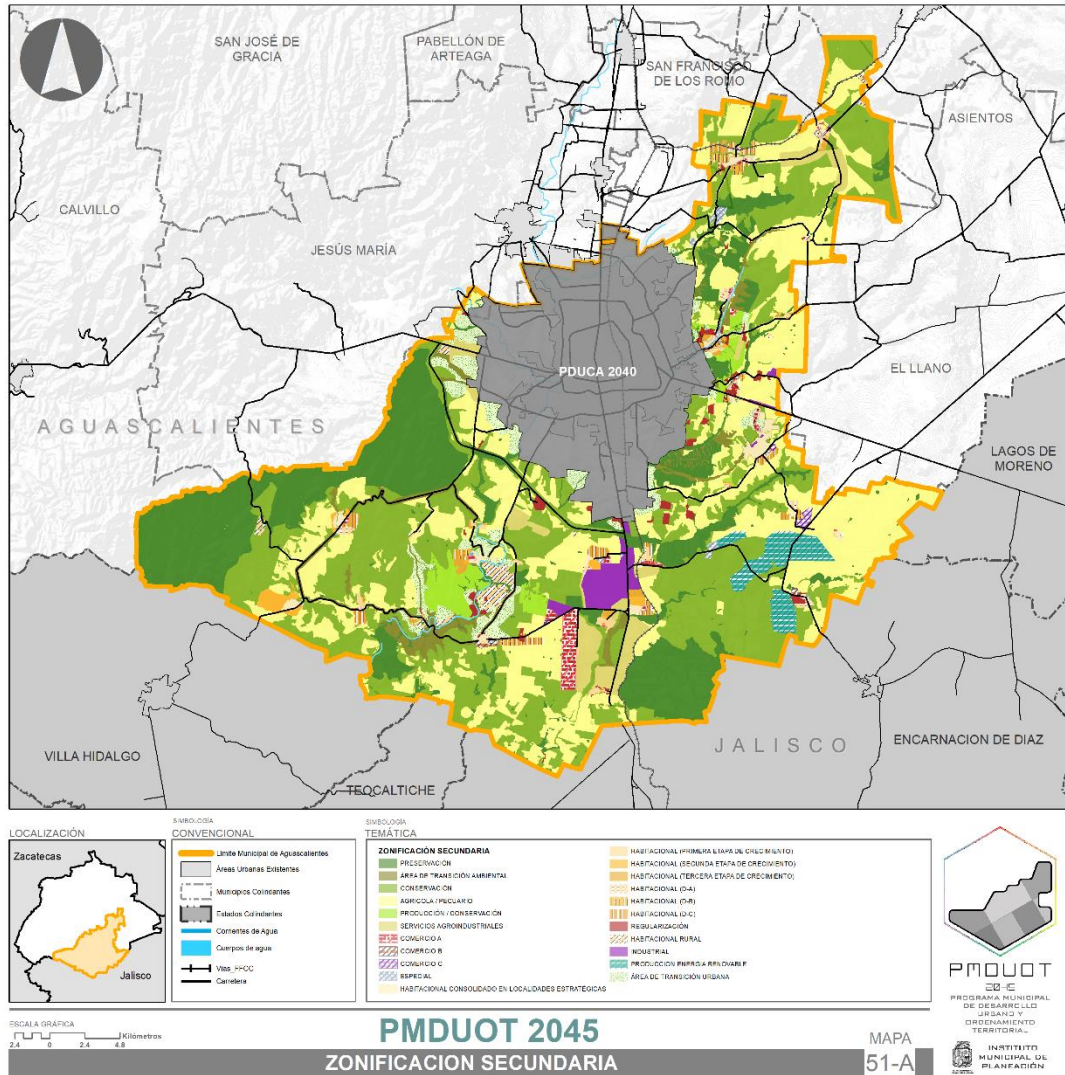 SAN JOSÉ DE
GRACIA
PABELLÓN DE
ARTEAGA
SAN FRANCISCO
DE LOS ROMO
ASIENTOS
CALVILLO
JESÚS MARÍA
PDUCA 2040
EL LLANO
AGUASCALIENTES
LAGOS DE
MORENO
JALISCO
ENCARNACION DE DIAZ
VILLA HIDALGO
TEOCALTICHE
LOCALIZACIÓN
Zacatecas
Jalisco
SIMBOLOGÍA
CONVENCIONAL
Límite Municipal de Aguascalientes
Áreas Urbanas Existentes
Municipios Colindantes
Estados Colindantes
Corrientes de Agua
Cuerpos de agua
Vías_FFCC
Carretera
SIMBOLOGÍA
TEMÁTICA
ZONIFICACIÓN SECUNDARIA
PRESERVACIÓN
ÁREA DE TRANSICIÓN AMBIENTAL
CONSERVACIÓN
AGRÍCOLA / PECUARIO
PRODUCCIÓN / CONSERVACIÓN
SERVICIOS AGROINDUSTRIALES
COMERCIO A
COMERCIO B
COMERCIO C
ESPECIAL
HABITACIONAL CONSOLIDADO EN LOCALIDADES ESTRATÉGICAS
HABITACIONAL (PRIMERA ETAPA DE CRECIMIENTO)
HABITACIONAL (SEGUNDA ETAPA DE CRECIMIENTO)
HABITACIONAL (TERCERA ETAPA DE CRECIMIENTO)
HABITACIONAL (D-A)
HABITACIONAL (D-B)
HABITACIONAL (D-C)
REGULARIZACIÓN
HABITACIONAL RURAL
INDUSTRIAL
PRODUCCION ENERGIA RENOVABLE
ÁREA DE TRANSICIÓN URBANA
PMDUOT
PROGRAMA MUNICIPAL
DE DESARROLLO
URBANO Y
ORDENAMIENTO
TERRITORIAL
INSTITUTO
MUNICIPAL DE
PLANEACIÓN
ESCALA GRÁFICA
Kilómetros
2.4 0 2.4 4.8
PMDUOT 2045
ZONIFICACION SECUNDARIA
MAPA
51-A